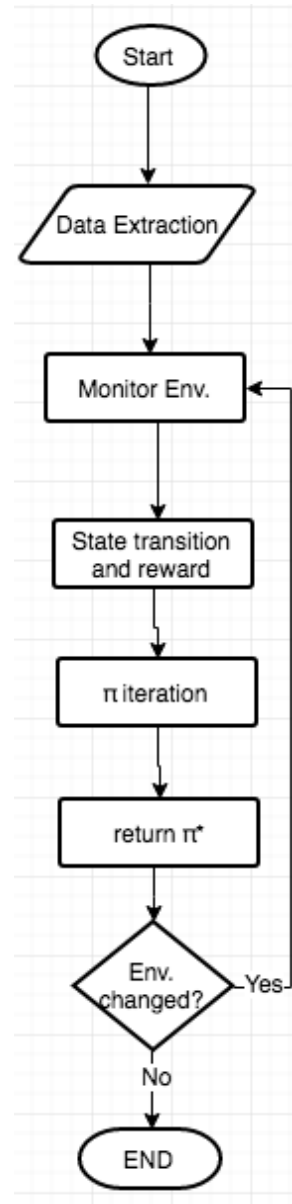 Start
Data Extraction
Monitor Env.
State transition
and reward
π iteration
return π*
Env.
changed?
Yes
No
END